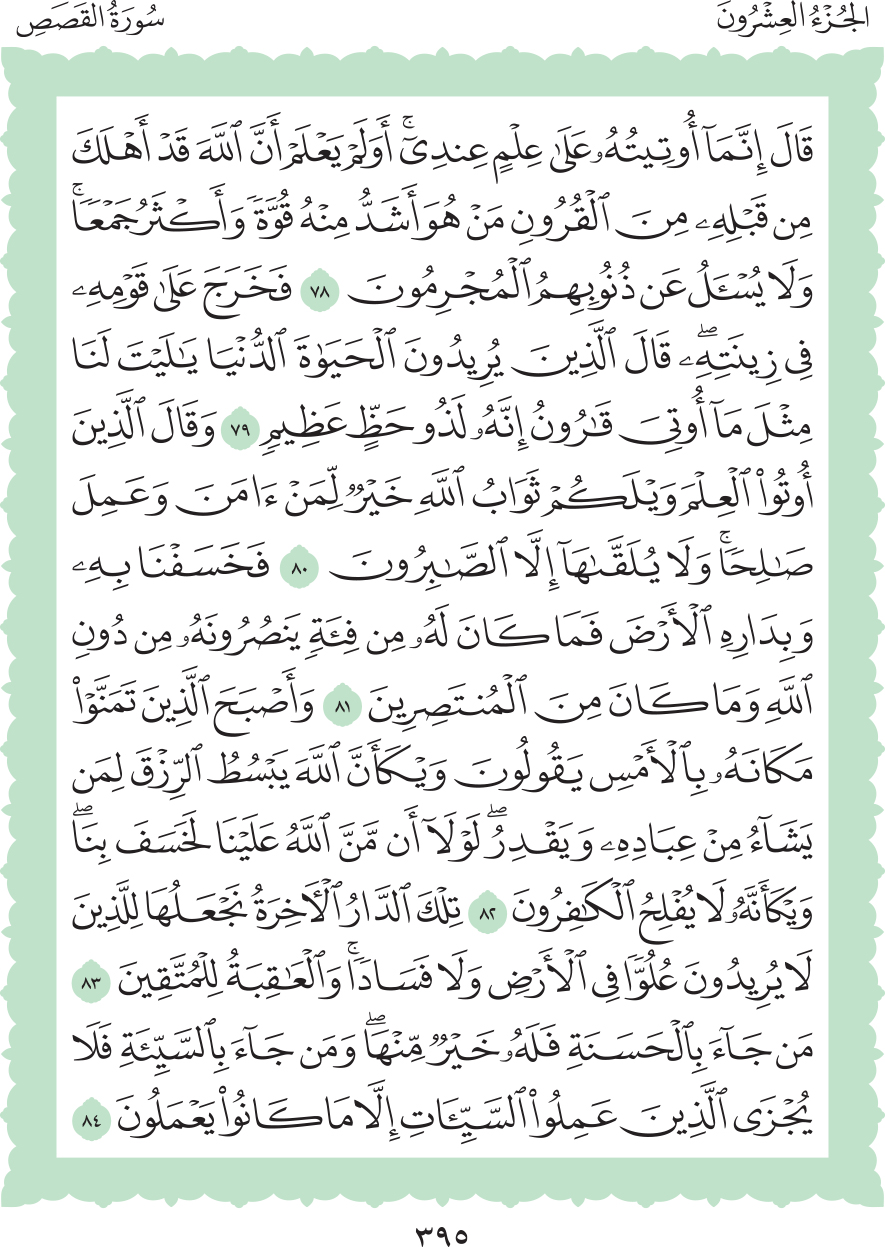 الجُزْءُ العِشْرُونَ
سُورَةُ القَصَصِ
قَالَ إِنَّمَآ أُوتِيتُهُۥ عَلَىٰ عِلْمٍ عِندِىٓۚ أَوَلَمْ يَعْلَمْ أَنَّ ٱللَّهَ قَدْ أَهْلَكَ
مِن قَبْلِهِۦ مِنَ ٱلْقُرُونِ مَنْ هُوَ أَشَدُّ مِنْهُ قُوَّةً وَأَكْثَرُ جَمْعًاۚ
وَلَا يُسْـَٔلُ عَن ذُنُوبِهِمُ ٱلْمُجْرِمُونَ ٧٨ فَخَرَجَ عَلَىٰ قَوْمِهِۦ
فِى زِينَتِهِۦۖ قَالَ ٱلَّذِينَ يُرِيدُونَ ٱلْحَيَوٰةَ ٱلدُّنْيَا يَٰلَيْتَ لَنَا
مِثْلَ مَآ أُوتِىَ قَٰرُونُ إِنَّهُۥ لَذُو حَظٍّ عَظِيمٍ ٧٩ وَقَالَ ٱلَّذِينَ
أُوتُوا۟ ٱلْعِلْمَ وَيْلَكُمْ ثَوَابُ ٱللَّهِ خَيْرٌ لِّمَنْ ءَامَنَ وَعَمِلَ
صَٰلِحًاۚ وَلَا يُلَقَّىٰهَآ إِلَّا ٱلصَّٰبِرُونَ ٨٠ فَخَسَفْنَا بِهِۦ
وَبِدَارِهِ ٱلْأَرْضَ فَمَا كَانَ لَهُۥ مِن فِئَةٍ يَنصُرُونَهُۥ مِن دُونِ
ٱللَّهِ وَمَا كَانَ مِنَ ٱلْمُنتَصِرِينَ ٨١ وَأَصْبَحَ ٱلَّذِينَ تَمَنَّوْا۟
مَكَانَهُۥ بِٱلْأَمْسِ يَقُولُونَ وَيْكَأَنَّ ٱللَّهَ يَبْسُطُ ٱلرِّزْقَ لِمَن
يَشَآءُ مِنْ عِبَادِهِۦ وَيَقْدِرُۖ لَوْلَآ أَن مَّنَّ ٱللَّهُ عَلَيْنَا لَخَسَفَ بِنَاۖ
وَيْكَأَنَّهُۥ لَا يُفْلِحُ ٱلْكَٰفِرُونَ ٨٢ تِلْكَ ٱلدَّارُ ٱلْأَخِرَةُ نَجْعَلُهَا لِلَّذِينَ
لَا يُرِيدُونَ عُلُوًّا فِى ٱلْأَرْضِ وَلَا فَسَادًاۚ وَٱلْعَٰقِبَةُ لِلْمُتَّقِينَ ٨٣
مَن جَآءَ بِٱلْحَسَنَةِ فَلَهُۥ خَيْرٌ مِّنْهَاۖ وَمَن جَآءَ بِٱلسَّيِّئَةِ فَلَا
يُجْزَى ٱلَّذِينَ عَمِلُوا۟ ٱلسَّيِّـَٔاتِ إِلَّا مَا كَانُوا۟ يَعْمَلُونَ ٨٤
٣٩٥